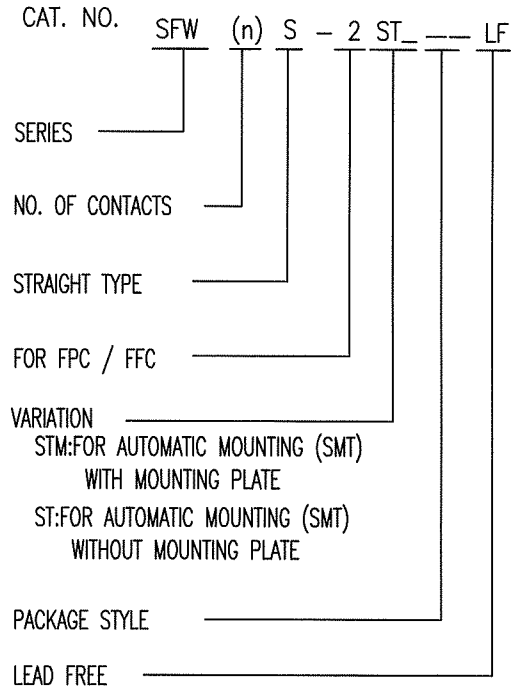 CAT. NO. SFW (n) S - 2 ST_ -- LF
SERIES
NO. OF CONTACTS
STRAIGHT TYPE
FOR FPC / FFC
VARIATION
STM:FOR AUTOMATIC MOUNTING (SMT)
WITH MOUNTING PLATE
ST:FOR AUTOMATIC MOUNTING (SMT)
WITHOUT MOUNTING PLATE
PACKAGE STYLE
LEAD FREE